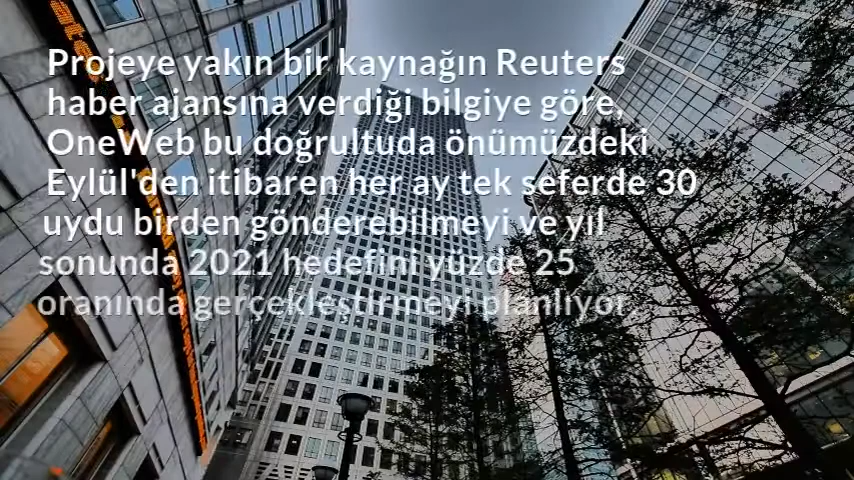 Projeye yakın bir kaynağın Reuters
haber ajansına verdiği bilgiye göre,
OneWeb bu doğrultuda önümüzdeki
Eylül'den itibaren her ay tek seferde 30
uydu birden gönderebilmeyi ve yıl
sonunda 2021 hedefini yüzde 25
oranında gerçekleştirmeyi planlıyor.